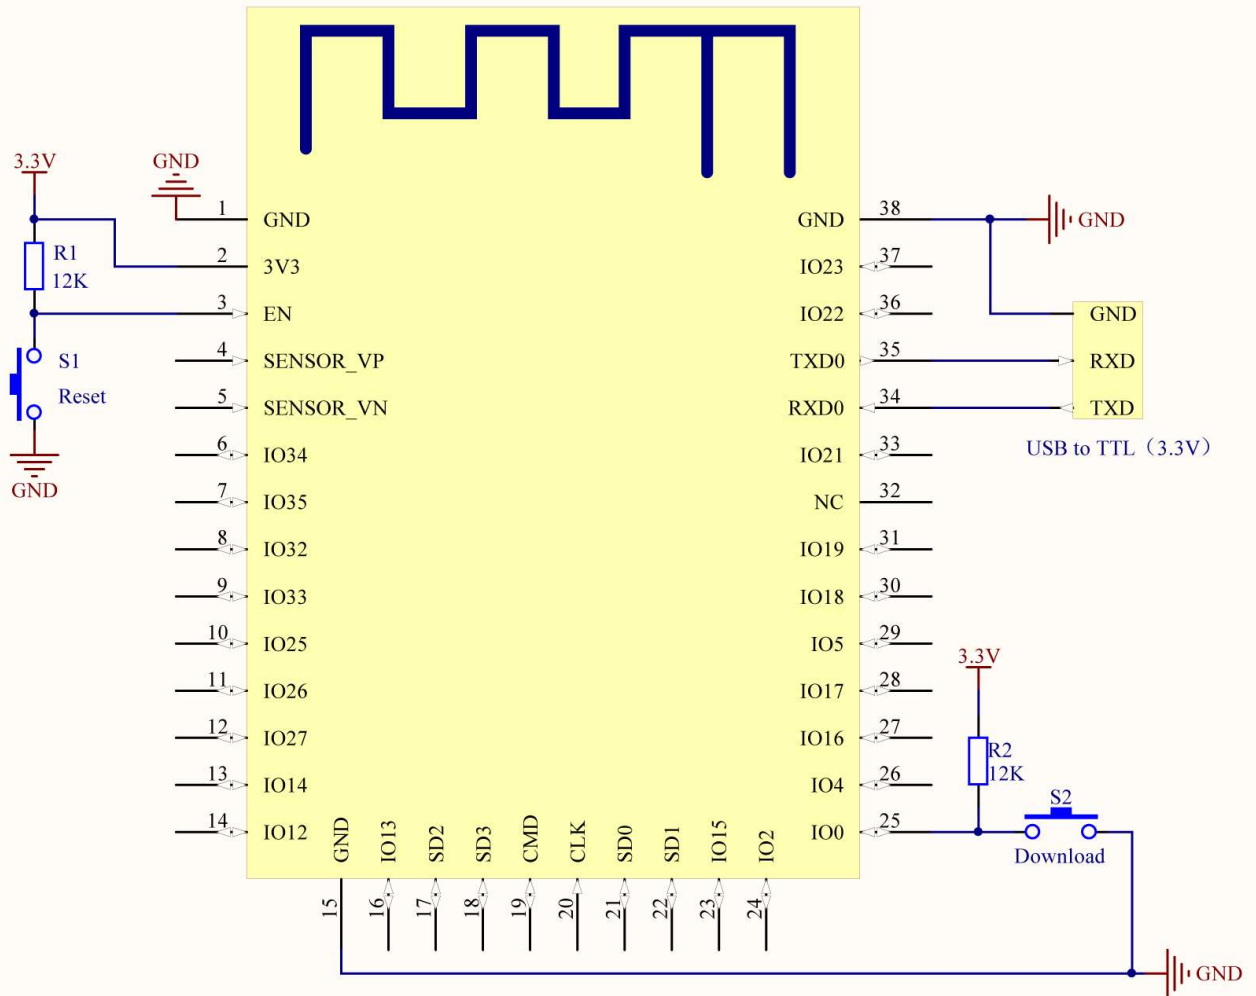 3.3V
GND
R1
12K
S1
Reset
GND
1 GND
2 3V3
3 EN
4 SENSOR_VP
5 SENSOR_VN
6 IO34
7 IO35
8 IO32
9 IO33
10 IO25
11 IO26
12 IO27
13 IO14
14 IO12
GND 15
IO13 16
SD2 17
SD3 18
CMD 19
CLK 20
SD0 21
SD1 22
IO15 23
IO2 24
GND 38
IO23 37
IO22 36
TXD0 35
RXD0 34
IO21 33
NC 32
IO19 31
IO18 30
IO5 29
IO17 28
IO16 27
IO4 26
IO0 25
GND
GND
RXD
TXD
USB to TTL（3.3V）
3.3V
R2
12K
S2
Download
GND